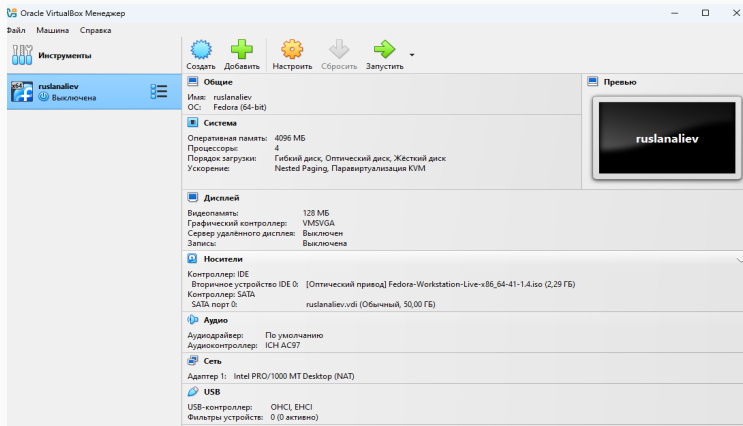 Oracle VirtualBox Менеджер
Файл Машина Справка
Инструменты
Создать Добавить Настроить Сбросить Запустить
x64
ruslanaliev
Выключена
Общие
Имя: ruslanaliev
ОС: Fedora (64-bit)
Система
Оперативная память: 4096 МБ
Процессоры: 4
Порядок загрузки: Гибкий диск, Оптический диск, Жёсткий диск
Ускорение: Nested Paging, Паравиртуализация KVM
Превью
ruslanaliev
Дисплей
Видеопамять: 128 МБ
Графический контроллер: VMSVGA
Сервер удалённого дисплея: Выключен
Запись: Выключена
Носители
Контроллер: IDE
Вторичное устройство IDE 0: [Оптический привод] Fedora-Workstation-Live-x86_64-41-1.4.iso (2,29 ГБ)
Контроллер: SATA
SATA порт 0: ruslanaliev.vdi (Обычный, 50,00 ГБ)
Аудио
Аудиодрайвер: По умолчанию
Аудиоконтроллер: ICH AC97
Сеть
Адаптер 1: Intel PRO/1000 MT Desktop (NAT)
USB
USB-контроллер: OHCI, EHCI
Фильтры устройств: 0 (0 активно)